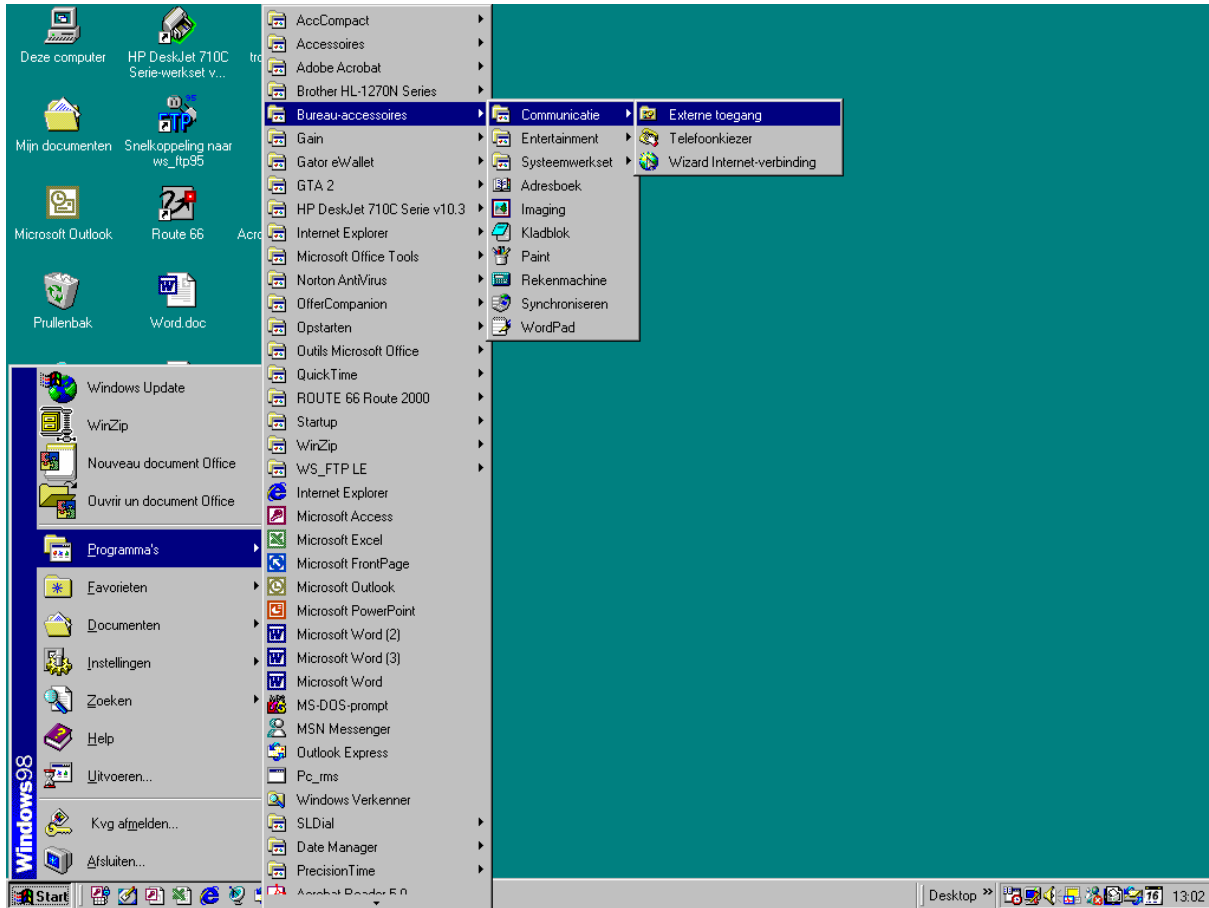 Deze computer
HP DeskJet 710C
Serie-werkset v...
Mijn documenten
95
FTP
Snelkoppeling naar
ws_ftp95
Microsoft Outlook
Route 66
Prullenbak
Word.doc
Windows98
Windows Update
WinZip
Nouveau document Office
Ouvrir un document Office
Programma's
Favorieten
Documenten
Instellingen
Zoeken
Help
Uitvoeren...
Kvg afmelden...
Afsluiten...
AccCompact
Accessoires
Adobe Acrobat
Brother HL-1270N Series
Bureau-accessoires
Gain
Gator eWallet
GTA 2
HP DeskJet 710C Serie v10.3
Internet Explorer
Microsoft Office Tools
Norton AntiVirus
OfferCompanion
Opstarten
Outils Microsoft Office
QuickTime
ROUTE 66 Route 2000
Startup
WinZip
WS_FTP LE
Internet Explorer
Microsoft Access
Microsoft Excel
Microsoft FrontPage
Microsoft Outlook
Microsoft PowerPoint
Microsoft Word (2)
Microsoft Word (3)
Microsoft Word
MS-DOS-prompt
MSN Messenger
Outlook Express
Pc_rms
Windows Verkenner
SLDial
Date Manager
PrecisionTime
Acrobat Reader 5.0
Communicatie
Entertainment
Systeemwerkset
Adresboek
Imaging
Kladblok
Paint
Rekenmachine
Synchroniseren
WordPad
Externe toegang
Telefoonkiezer
Wizard Internet-verbinding
Start
Desktop »
16
13:02